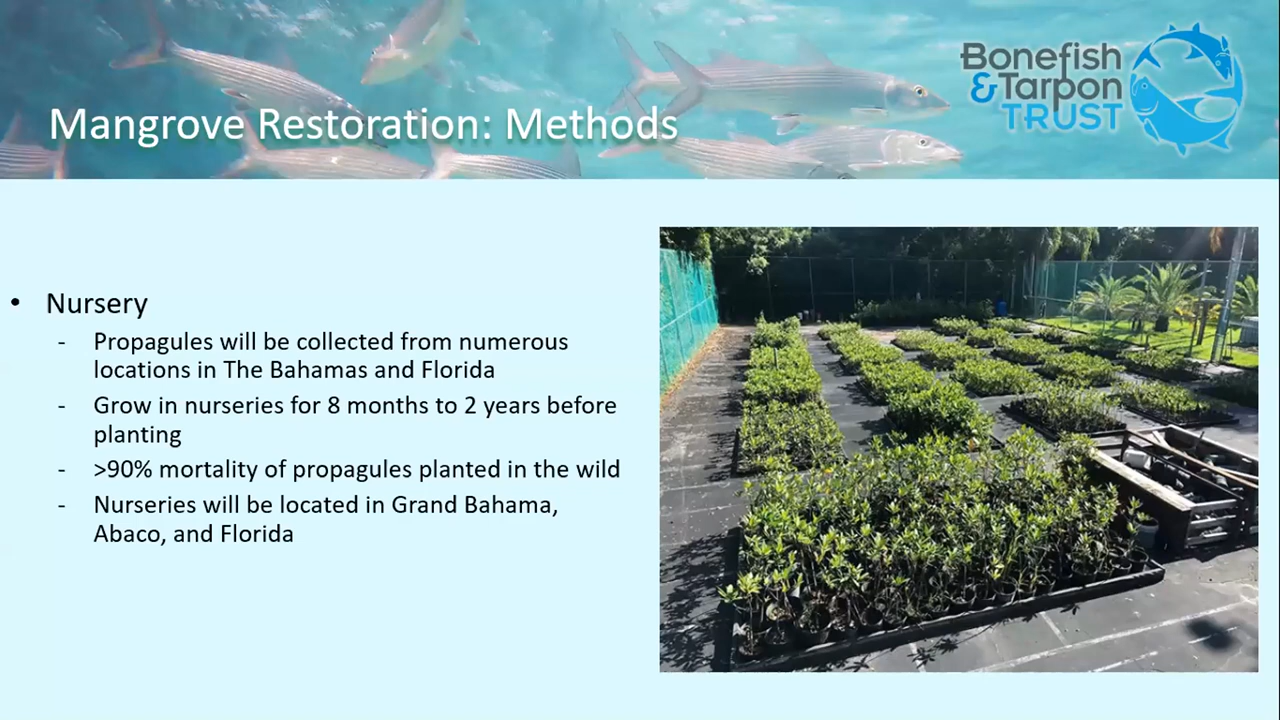 Bonefish
& Tarpon
TRUST
Mangrove Restoration: Methods
• Nursery
- Propagules will be collected from numerous
locations in The Bahamas and Florida
- Grow in nurseries for 8 months to 2 years before
planting
- >90% mortality of propagules planted in the wild
- Nurseries will be located in Grand Bahama,
Abaco, and Florida